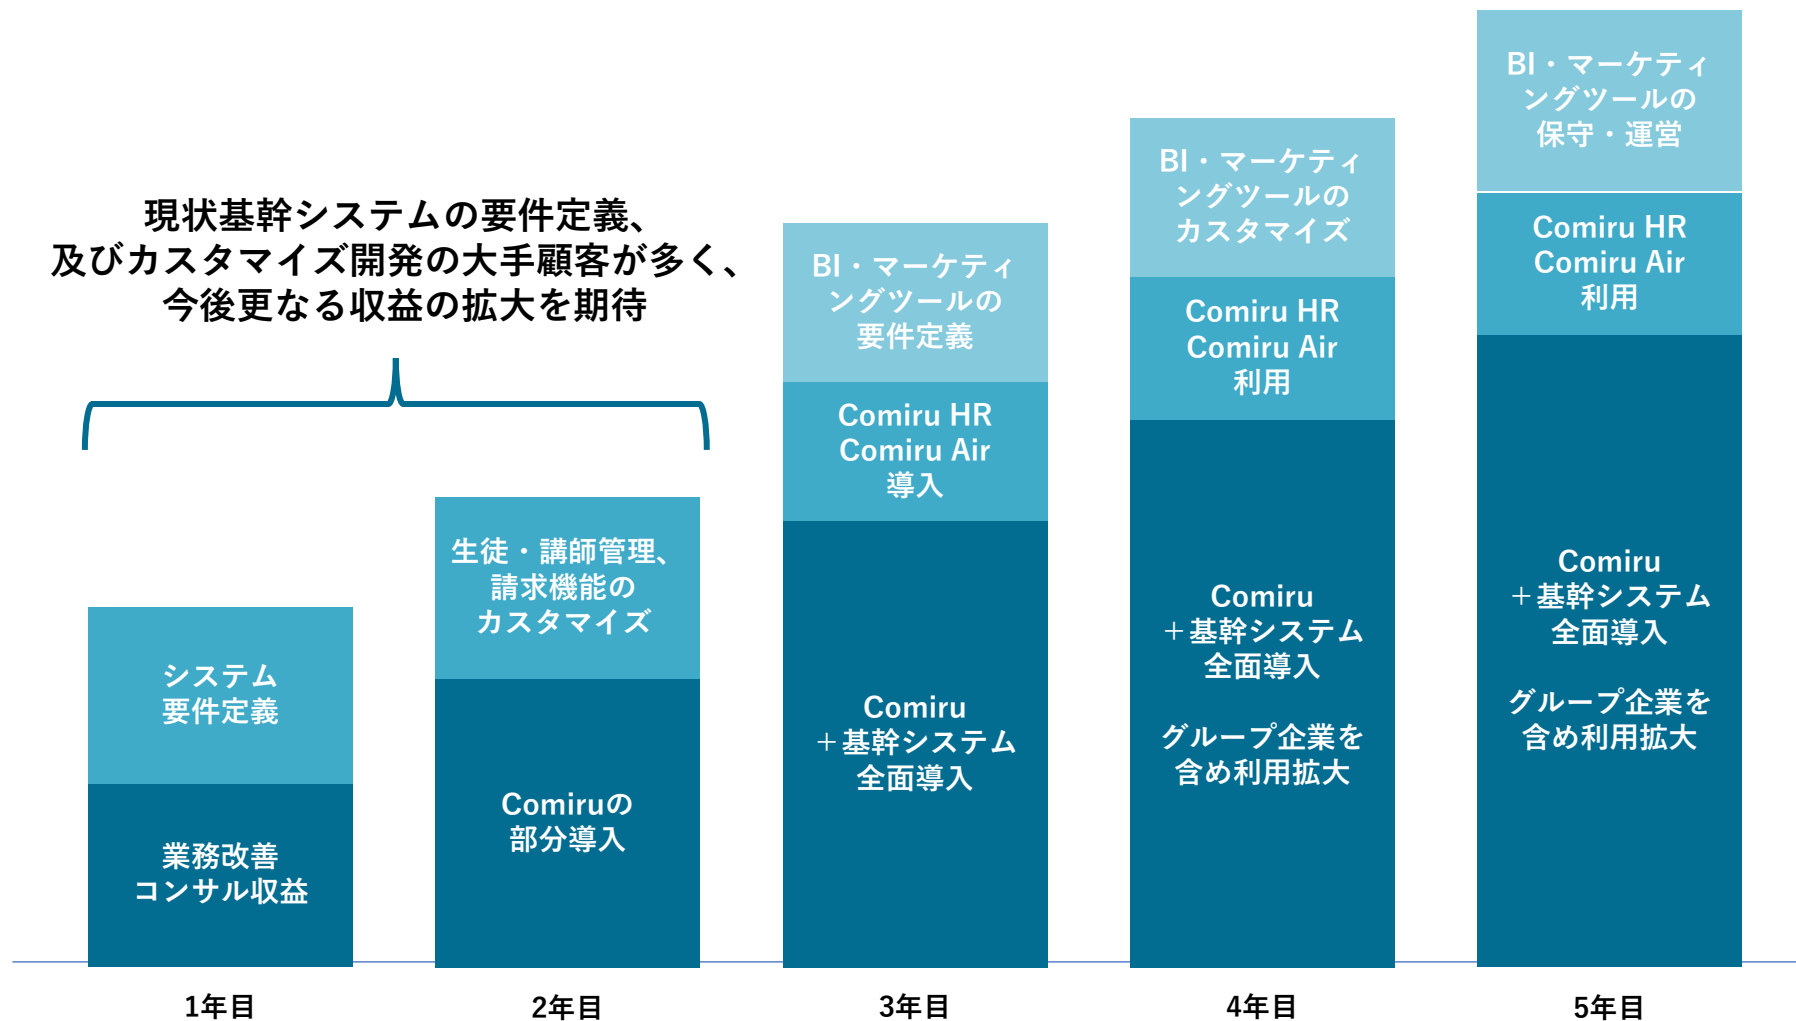 現状基幹システムの要件定義、
及びカスタマイズ開発の大手顧客が多く、
今後更なる収益の拡大を期待
システム
要件定義
業務改善
コンサル収益
1年目
生徒・講師管理、
請求機能の
カスタマイズ
Comiruの
部分導入
2年目
BI・マーケティ
ングツールの
要件定義
Comiru HR
Comiru Air
導入
Comiru
＋基幹システム
全面導入
3年目
BI・マーケティ
ングツールの
カスタマイズ
Comiru HR
Comiru Air
利用
Comiru
＋基幹システム
全面導入
グループ企業を
含め利用拡大
4年目
BI・マーケティ
ングツールの
保守・運営
Comiru HR
Comiru Air
利用
Comiru
＋基幹システム
全面導入
グループ企業を
含め利用拡大
5年目